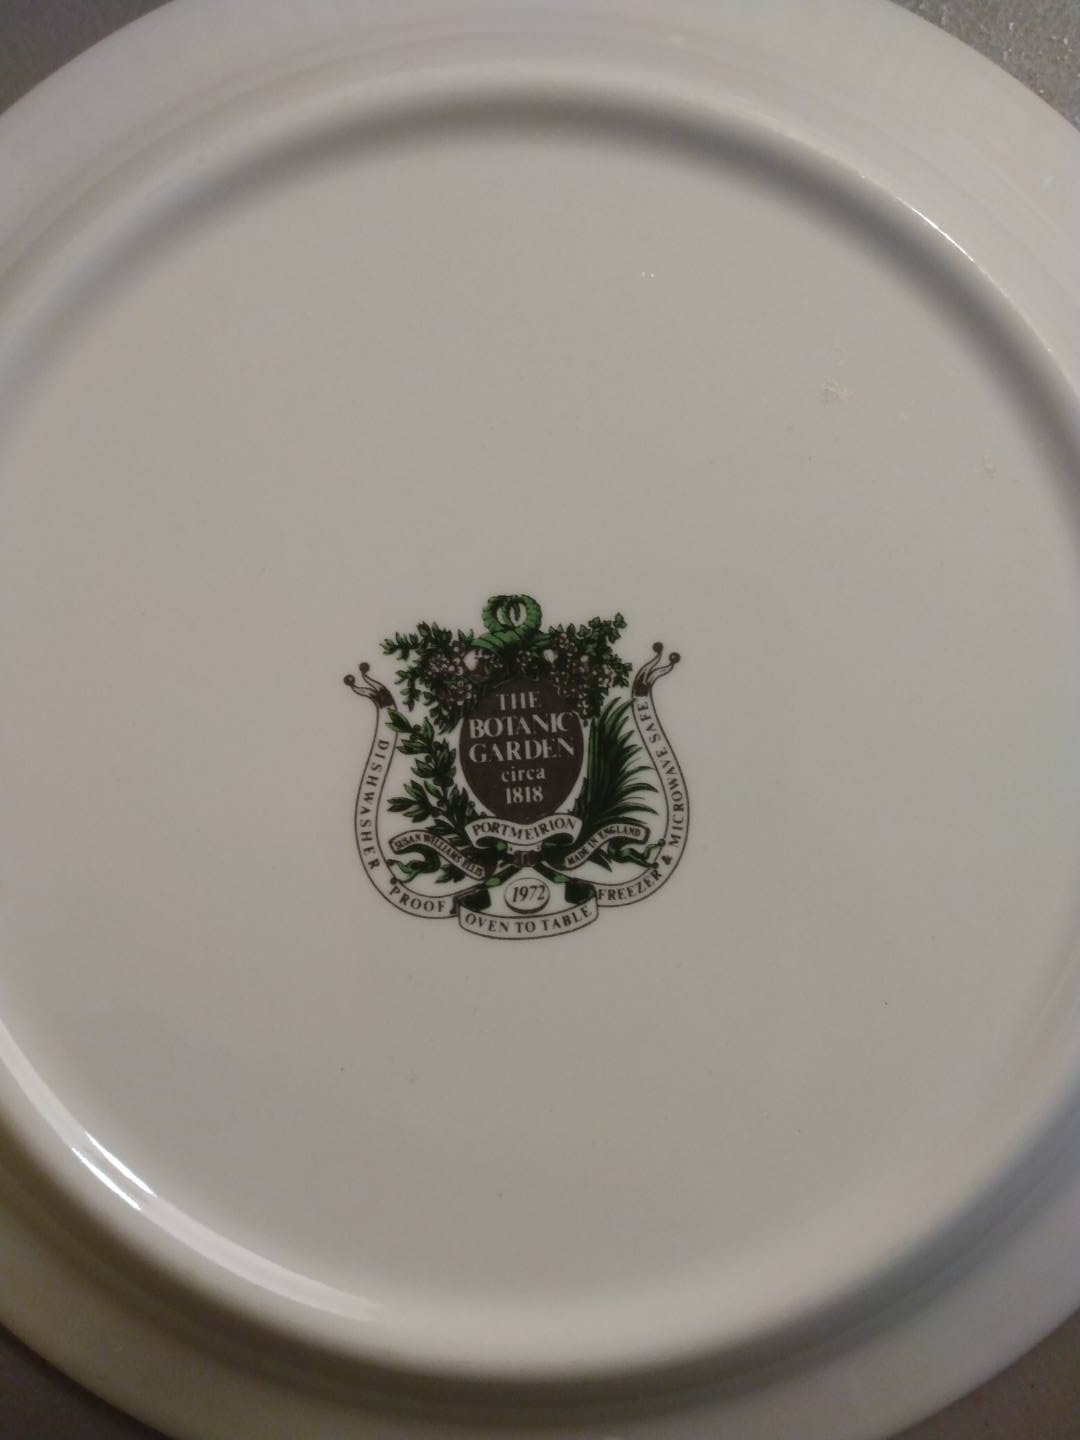 THE
BOTANIC
GARDEN
circa
1818
PORTMEIRION
SUSAN WILLIAMS ELLIS
MADE IN ENGLAND
1972
DISHWASHER PROOF OVEN TO TABLE FREEZER & MICROWAVE SAFE